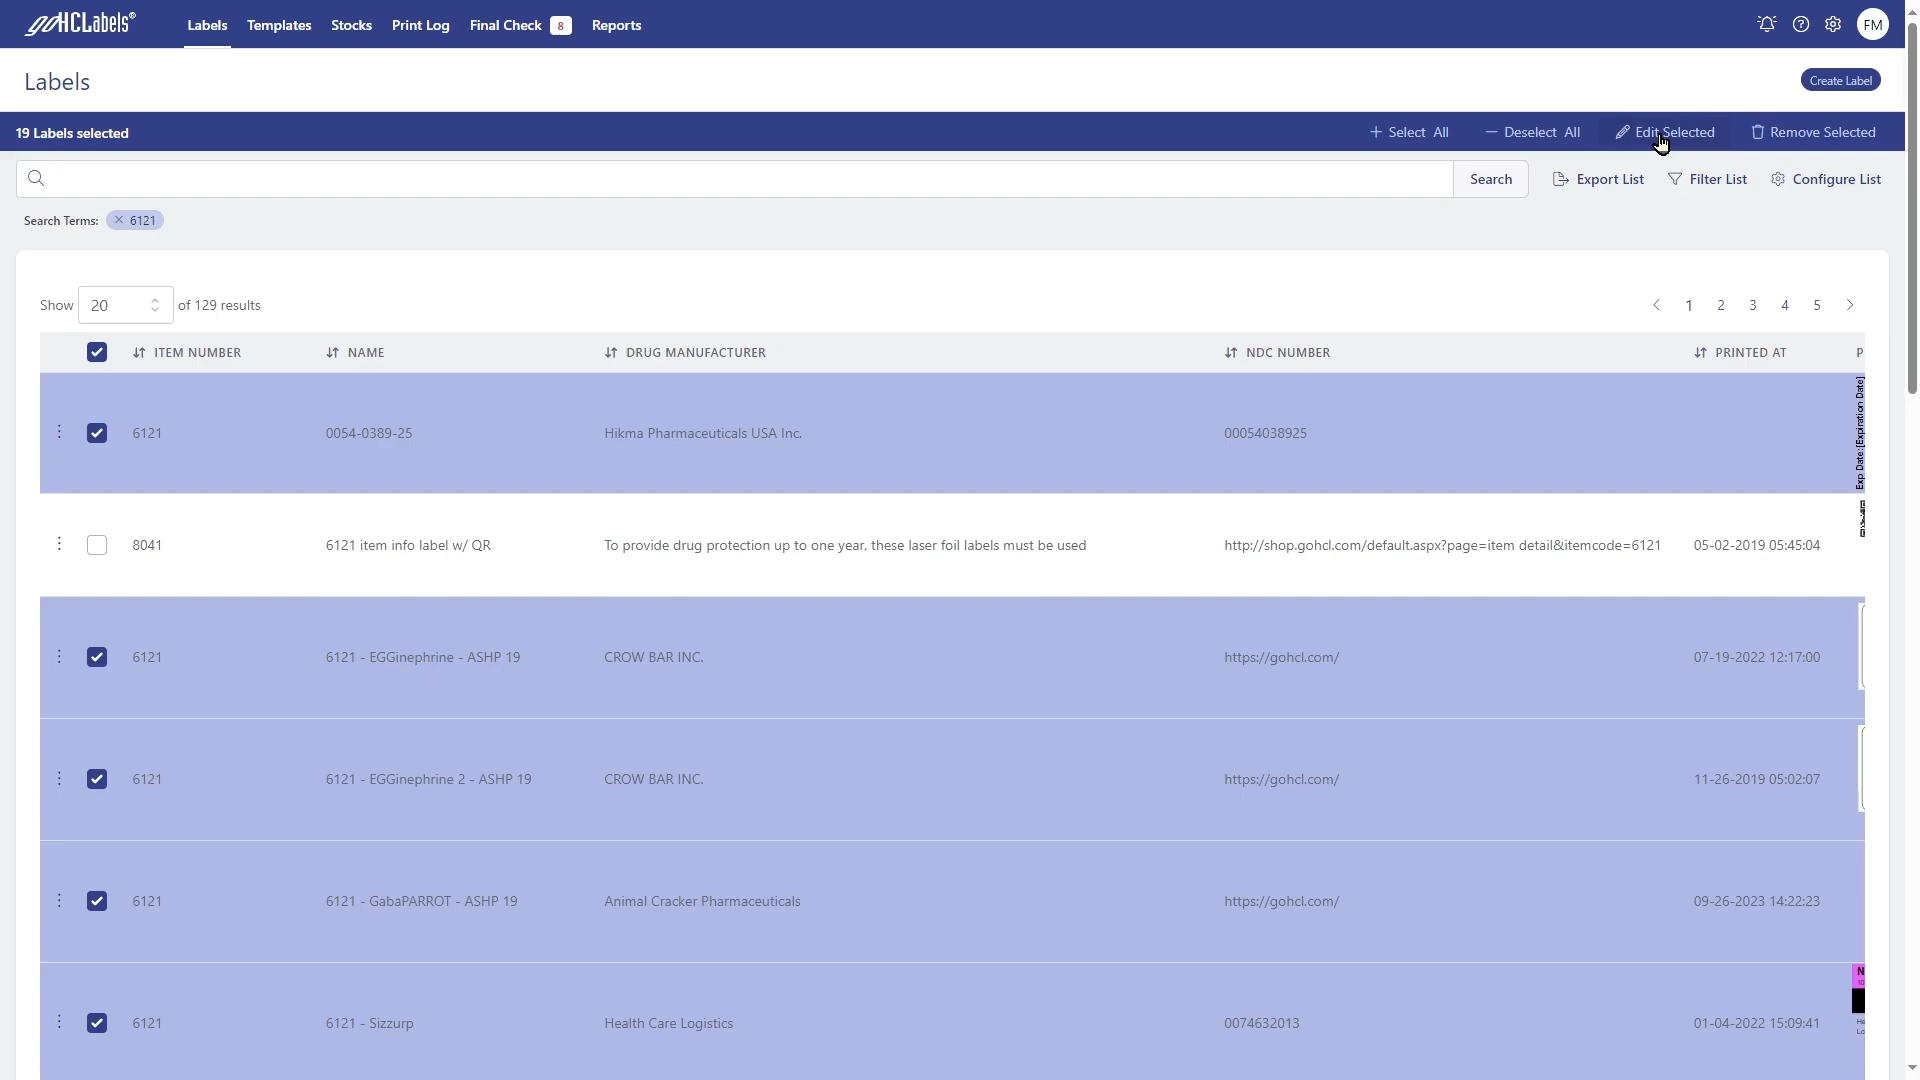 HCLabels®
Labels Templates Stocks Print Log Final Check 8 Reports FM
Labels
Create Label
19 Labels selected
Select All Deselect All Edit Selected Remove Selected
Search Export List Filter List Configure List
Search Terms: × 6121
Show 20 of 129 results
1 2 3 4 5
ITEM NUMBER NAME DRUG MANUFACTURER NDC NUMBER PRINTED AT P
6121 0054-0389-25 Hikma Pharmaceuticals USA Inc. 00054038925
Exp Date:[Expiration Date]
8041 6121 item info label w/ QR To provide drug protection up to one year, these laser foil labels must be used http://shop.gohcl.com/default.aspx?page=item detail&itemcode=6121 05-02-2019 05:45:04
6121 6121 - EGGinephrine - ASHP 19 CROW BAR INC. https://gohcl.com/ 07-19-2022 12:17:00
6121 6121 - EGGinephrine 2 - ASHP 19 CROW BAR INC. https://gohcl.com/ 11-26-2019 05:02:07
6121 6121 - GabaPARROT - ASHP 19 Animal Cracker Pharmaceuticals https://gohcl.com/ 09-26-2023 14:22:23
N
6121 6121 - Sizzurp Health Care Logistics 0074632013 01-04-2022 15:09:41